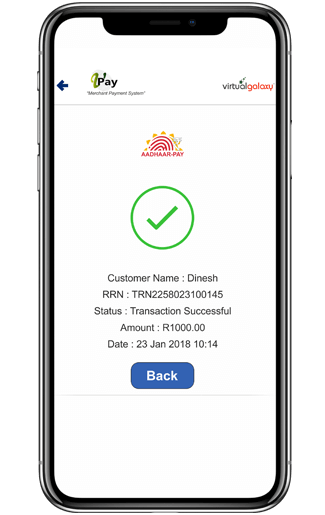 Pay
"Merchant Payment System"
virtualgalaxy
AADHAAR-PAY
Customer Name : Dinesh
RRN : TRN2258023100145
Status : Transaction Successful
Amount : R1000.00
Date : 23 Jan 2018 10:14
Back